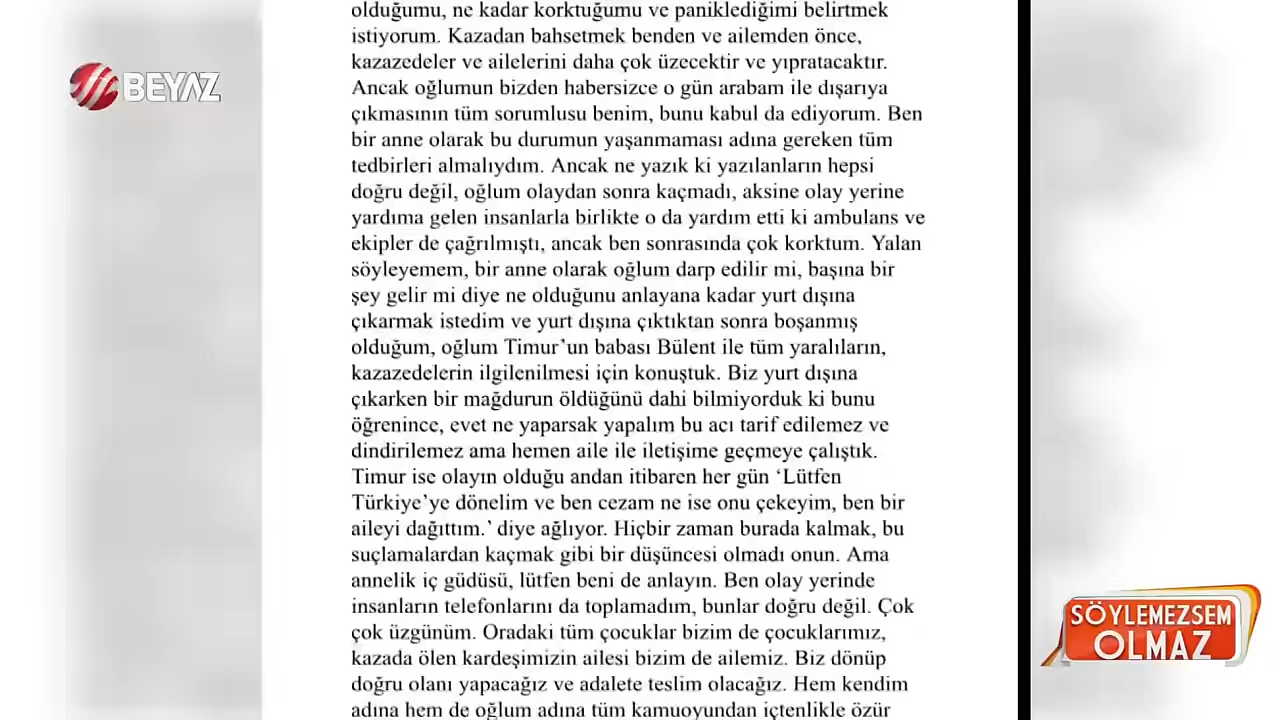 olduğumu, ne kadar korktuğumu ve paniklediğimi belirtmek
istiyorum. Kazadan bahsetmek benden ve ailemden önce,
kazazedeler ve ailelerini daha çok üzecektir ve yıpratacaktır.
Ancak oğlumun bizden habersizce o gün arabam ile dışarıya
çıkmasının tüm sorumlusu benim, bunu kabul da ediyorum. Ben
bir anne olarak bu durumun yaşanmaması adına gereken tüm
tedbirleri almalıydım. Ancak ne yazık ki yazılanların hepsi
doğru değil, oğlum olaydan sonra kaçmadı, aksine olay yerine
yardıma gelen insanlarla birlikte o da yardım etti ki ambulans ve
ekipler de çağrılmıştı, ancak ben sonrasında çok korktum. Yalan
söyleyemem, bir anne olarak oğlum darp edilir mi, başına bir
şey gelir mi diye ne olduğunu anlayana kadar yurt dışına
çıkarmak istedim ve yurt dışına çıktıktan sonra boşanmış
olduğum, oğlum Timur’un babası Bülent ile tüm yaralıların,
kazazedelerin ilgilenilmesi için konuştuk. Biz yurt dışına
çıkarken bir mağdurun öldüğünü dahi bilmiyorduk ki bunu
öğrenince, evet ne yaparsak yapalım bu acı tarif edilemez ve
dindirilemez ama hemen aile ile iletişime geçmeye çalıştık.
Timur ise olayın olduğu andan itibaren her gün ‘Lütfen
Türkiye’ye dönelim ve ben cezam ne ise onu çekeyim, ben bir
aileyi dağıttım.’ diye ağlıyor. Hiçbir zaman burada kalmak, bu
suçlamalardan kaçmak gibi bir düşüncesi olmadı onun. Ama
annelik iç güdüsü, lütfen beni de anlayın. Ben olay yerinde
insanların telefonlarını da toplamadım, bunlar doğru değil. Çok
çok üzgünüm. Oradaki tüm çocuklar bizim de çocuklarımız,
kazada ölen kardeşimizin ailesi bizim de ailemiz. Biz dönüp
doğru olanı yapacağız ve adalete teslim olacağız. Hem kendim
adına hem de oğlum adına tüm kamuoyundan içtenlikle özür
BEYAZ
SÖYLEMEZSEM
OLMAZ